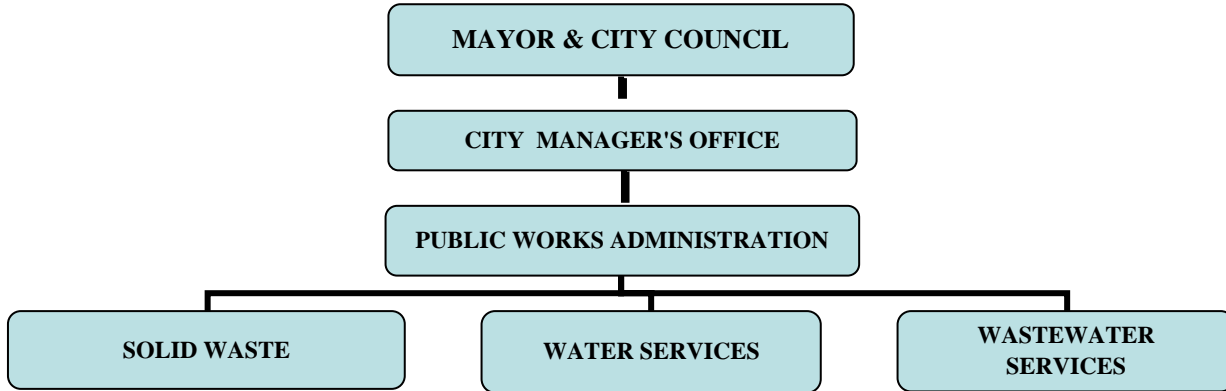 MAYOR & CITY COUNCIL
CITY MANAGER'S OFFICE
PUBLIC WORKS ADMINISTRATION
SOLID WASTE
WATER SERVICES
WASTEWATER
SERVICES